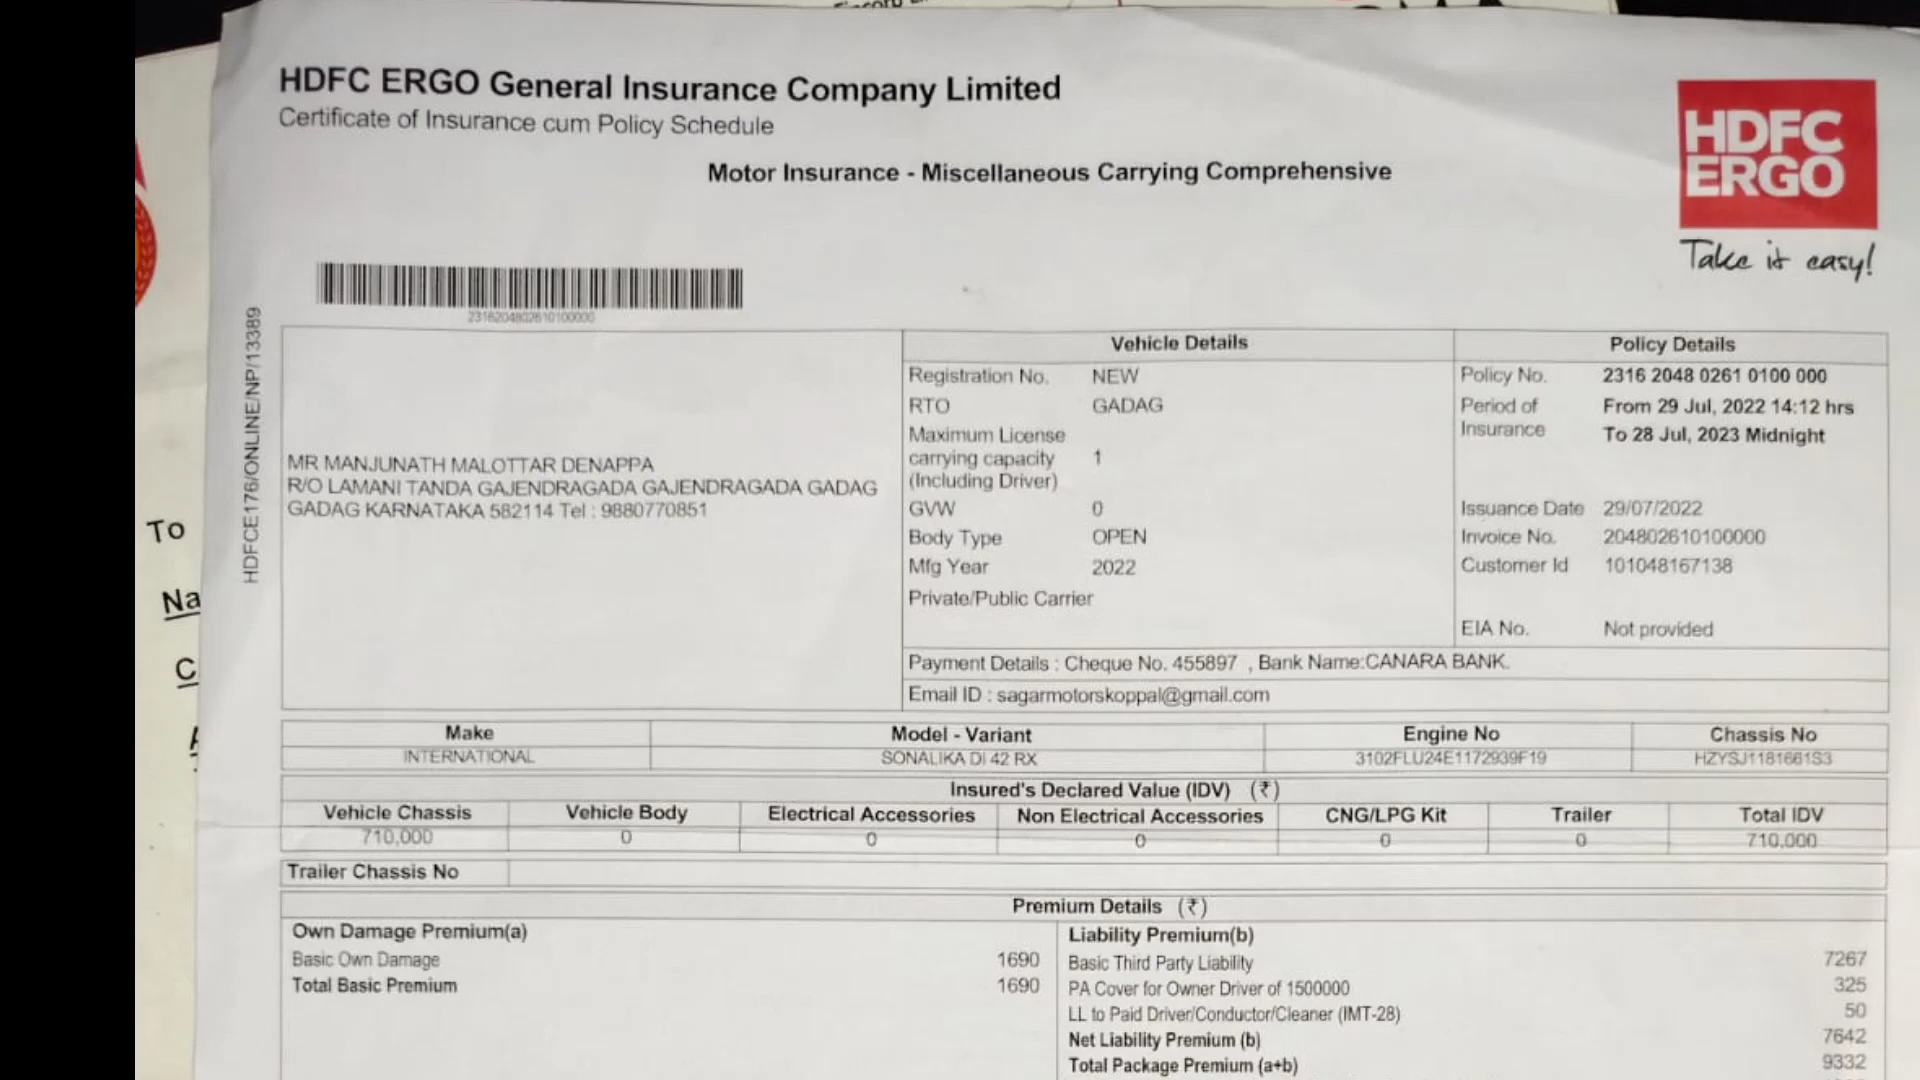 HDFC ERGO General Insurance Company Limited
Certificate of Insurance cum Policy Schedule
Motor Insurance - Miscellaneous Carrying Comprehensive
HDFC
ERGO
Take it easy!
2316204802610100000
HDFCE1176/ONLINE/NP/13389
MR MANJUNATH MALOTTAR DENAPPA
R/O LAMANI TANDA GAJENDRAGADA GAJENDRAGADA GADAG
GADAG KARNATAKA 582114 Tel : 9880770851
Vehicle Details
Registration No. NEW
RTO GADAG
Maximum License
carrying capacity 1
(Including Driver)
GVW 0
Body Type OPEN
Mfg Year 2022
Private/Public Carrier
Policy Details
Policy No. 2316 2048 0261 0100 000
Period of From 29 Jul, 2022 14:12 hrs
Insurance To 28 Jul, 2023 Midnight
Issuance Date 29/07/2022
Invoice No. 204802610100000
Customer Id 101048167138
EIA No. Not provided
Payment Details : Cheque No. 455897 , Bank Name:CANARA BANK.
Email ID : sagarmotorskoppal@gmail.com
Make Model - Variant Engine No Chassis No
INTERNATIONAL SONALIKA DI 42 RX 3102FLU24E1172939F19 HZYSJ1181661S3
Insured's Declared Value (IDV) (₹)
Vehicle Chassis Vehicle Body Electrical Accessories Non Electrical Accessories CNG/LPG Kit Trailer Total IDV
710,000 0 0 0 0 0 710,000
Trailer Chassis No
Premium Details (₹)
Own Damage Premium(a)
Basic Own Damage 1690
Total Basic Premium 1690
Liability Premium(b)
Basic Third Party Liability 7267
PA Cover for Owner Driver of 1500000 325
LL to Paid Driver/Conductor/Cleaner (IMT-28) 50
Net Liability Premium (b) 7642
Total Package Premium (a+b) 9332
To
Na
C